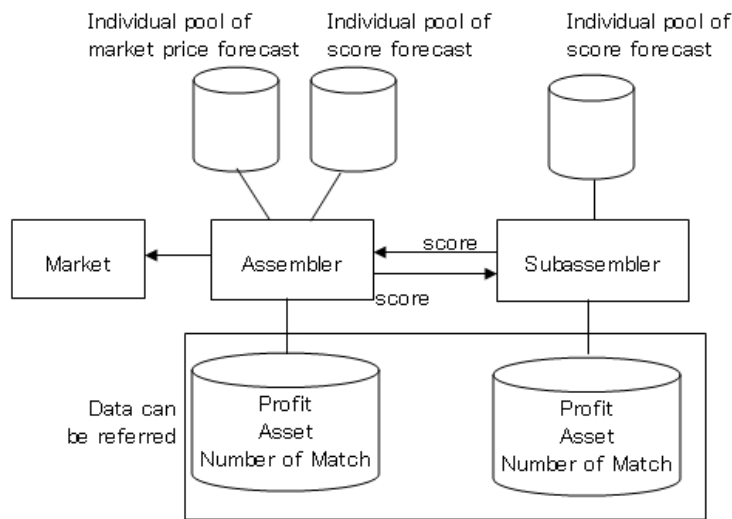 Individual pool of
market price forecast
Individual pool of
score forecast
Individual pool of
score forecast
Market
Assembler
score
score
Subassembler
Data can
be referred
Profit
Asset
Number of Match
Profit
Asset
Number of Match